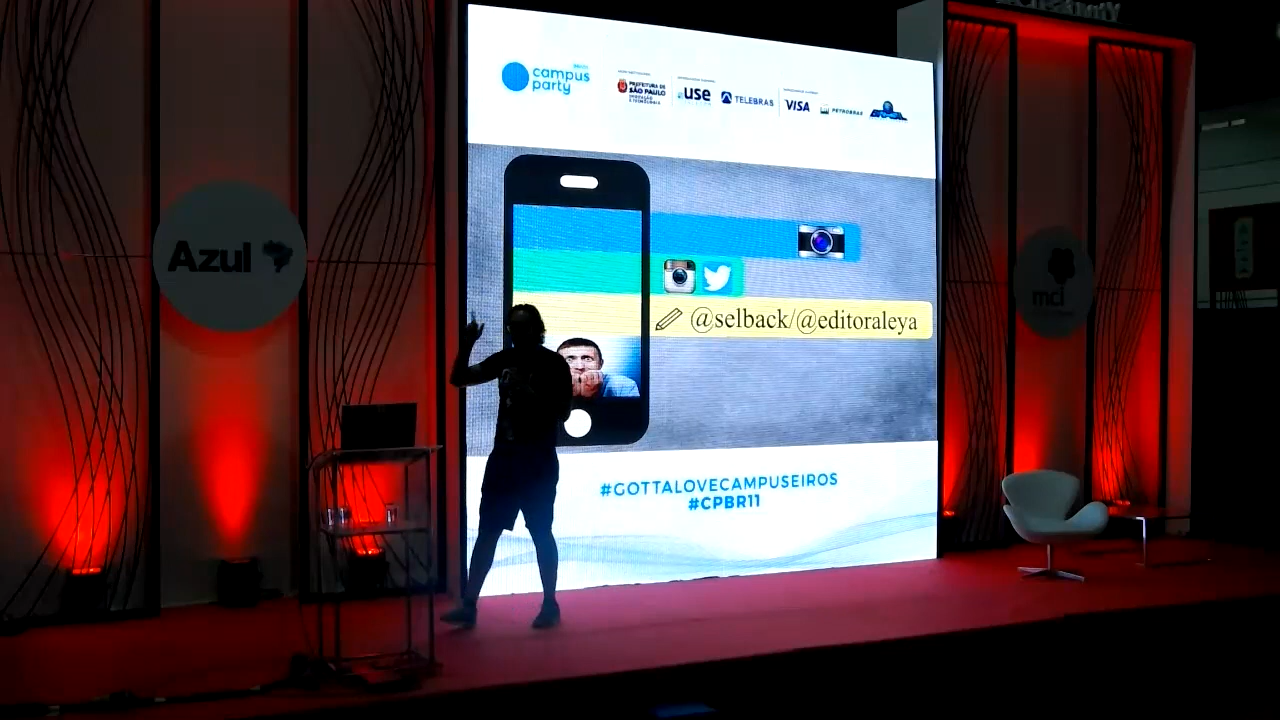 campus
party
PREFEITURA DE
SÃO PAULO
use
TELEBRAS
VISA
PETROBRAS
Azul
mci
@selback/@editoraleya
#GOTTALOVECAMPUSEIROS
#CPBR11